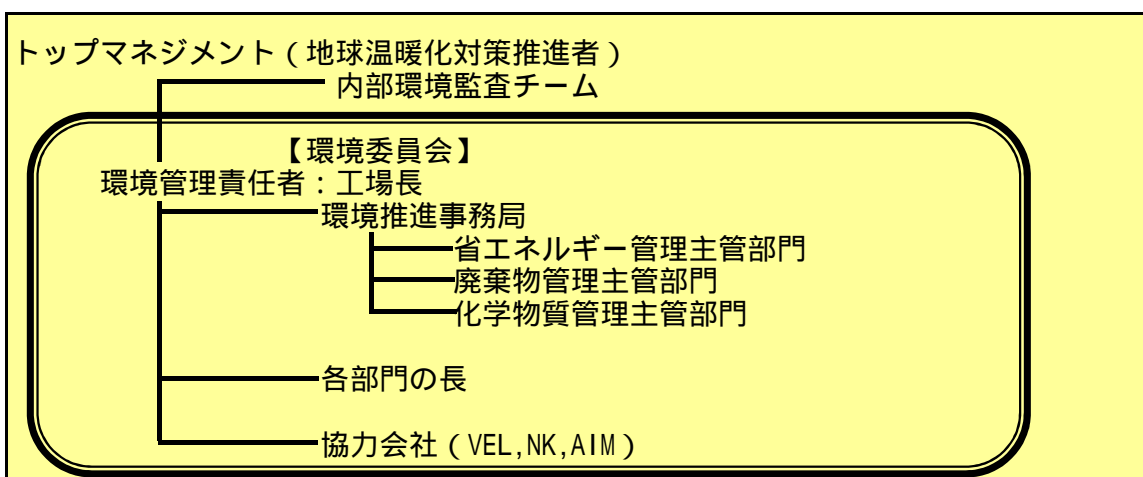 トップマネジメント（地球温暖化対策推進者）
内部環境監査チーム
【環境委員会】
環境管理責任者：工場長
環境推進事務局
省エネルギー管理主管部門
廃棄物管理主管部門
化学物質管理主管部門
各部門の長
協力会社（VEL,NK,AIM）